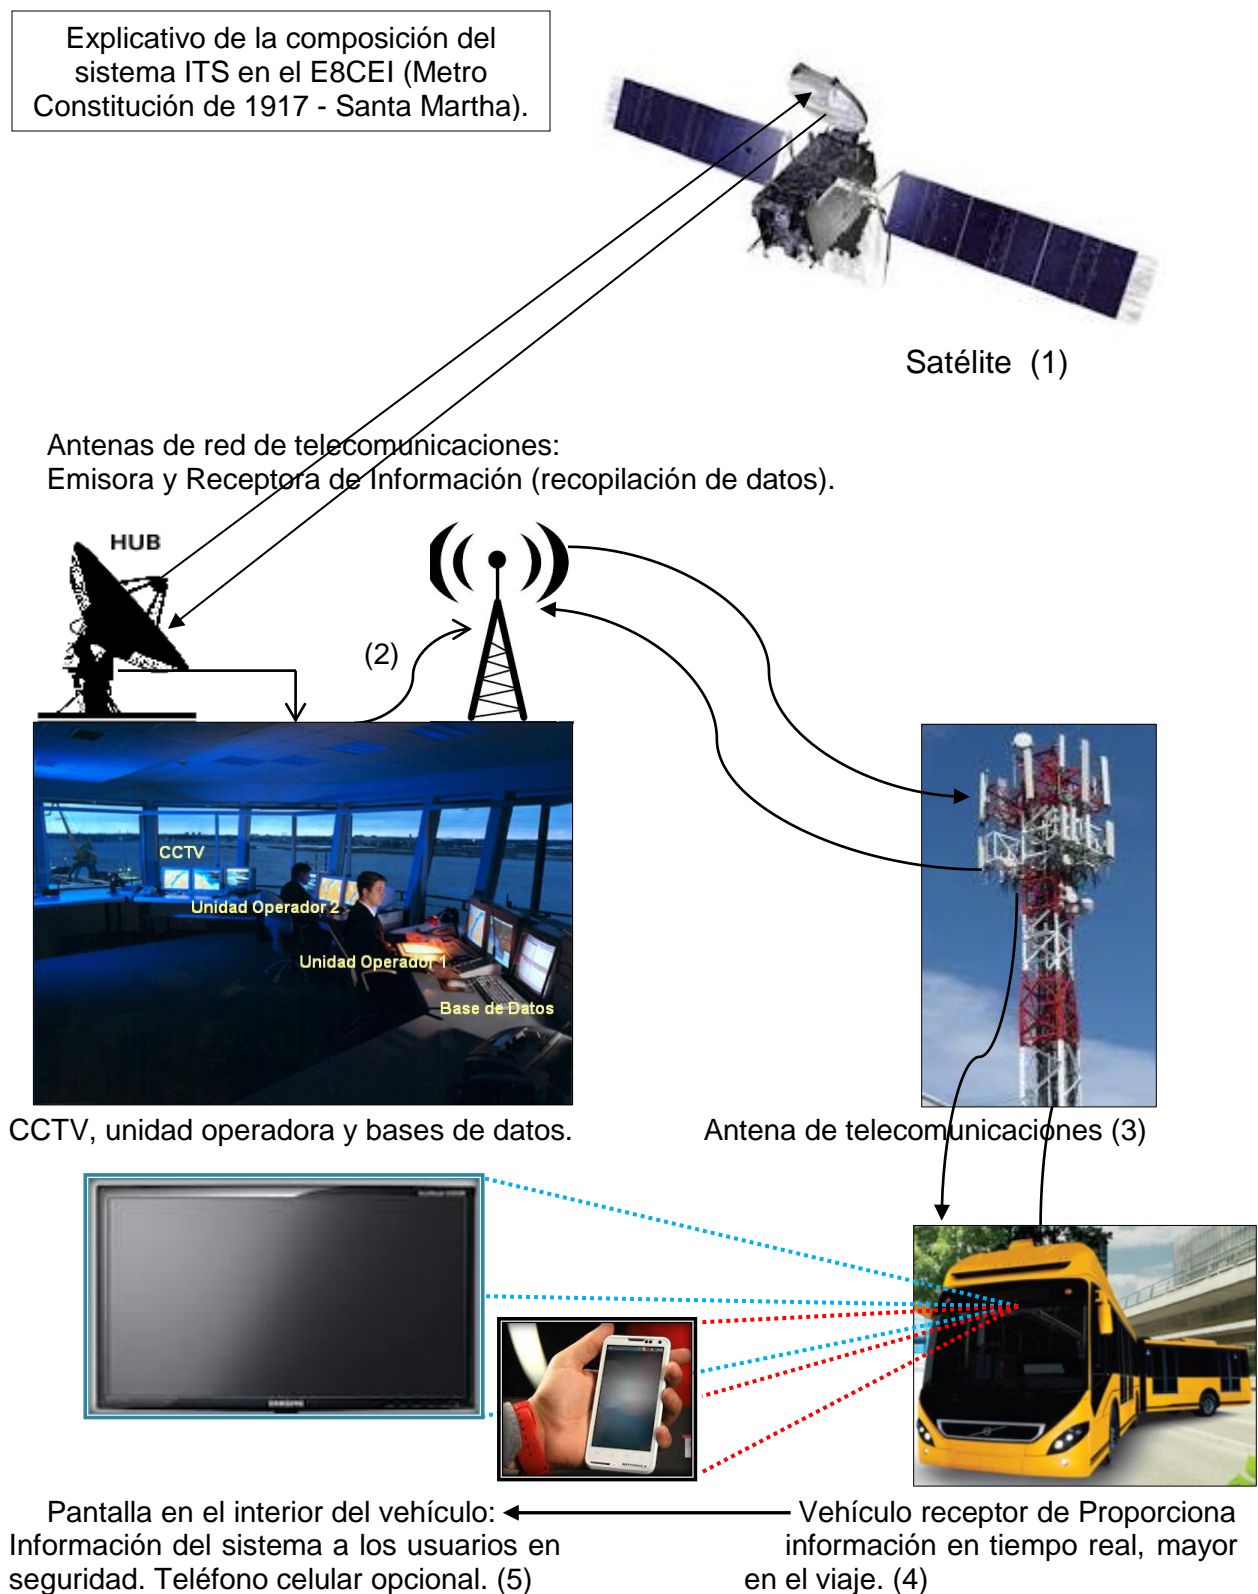 Explicativo de la composición del
sistema ITS en el E8CEI (Metro
Constitución de 1917 - Santa Martha).
Satélite (1)
Antenas de red de telecomunicaciones:
Emisora y Receptora de Información (recopilación de datos).
HUB
(2)
CCTV
Unidad Operador 2
Unidad Operador 1
Base de Datos
CCTV, unidad operadora y bases de datos.
Antena de telecomunicaciones (3)
SAMSUNG
Pantalla en el interior del vehículo:
Información del sistema a los usuarios en
seguridad. Teléfono celular opcional. (5)
Vehículo receptor de Proporciona
información en tiempo real, mayor
en el viaje. (4)